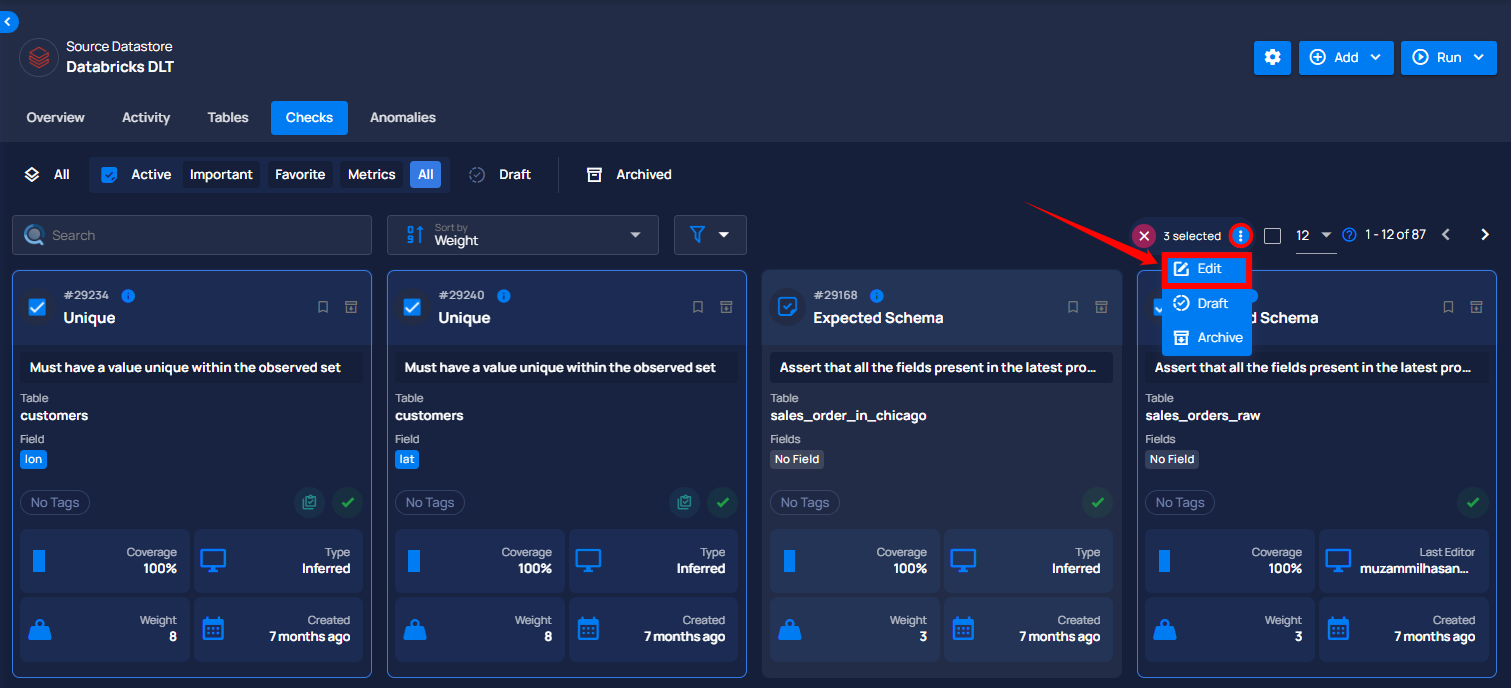 Source Datastore
Databricks DLT
Add
Run
Overview
Activity
Tables
Checks
Anomalies
All
Active
Important
Favorite
Metrics
All
Draft
Archived
Search
Sort by
Weight
3 selected
12
1 - 12 of 87
Edit
Draft
Archive
#29234
Unique
Must have a value unique within the observed set
Table
customers
Field
lon
No Tags
Coverage
100%
Type
Inferred
Weight
8
Created
7 months ago
#29240
Unique
Must have a value unique within the observed set
Table
customers
Field
lat
No Tags
Coverage
100%
Type
Inferred
Weight
8
Created
7 months ago
#29168
Expected Schema
Assert that all the fields present in the latest pro...
Table
sales_order_in_chicago
Fields
No Field
No Tags
Coverage
100%
Type
Inferred
Weight
3
Created
7 months ago
d Schema
Assert that all the fields present in the latest pro...
Table
sales_orders_raw
Fields
No Field
No Tags
Coverage
100%
Last Editor
muzammilhasan...
Weight
3
Created
7 months ago